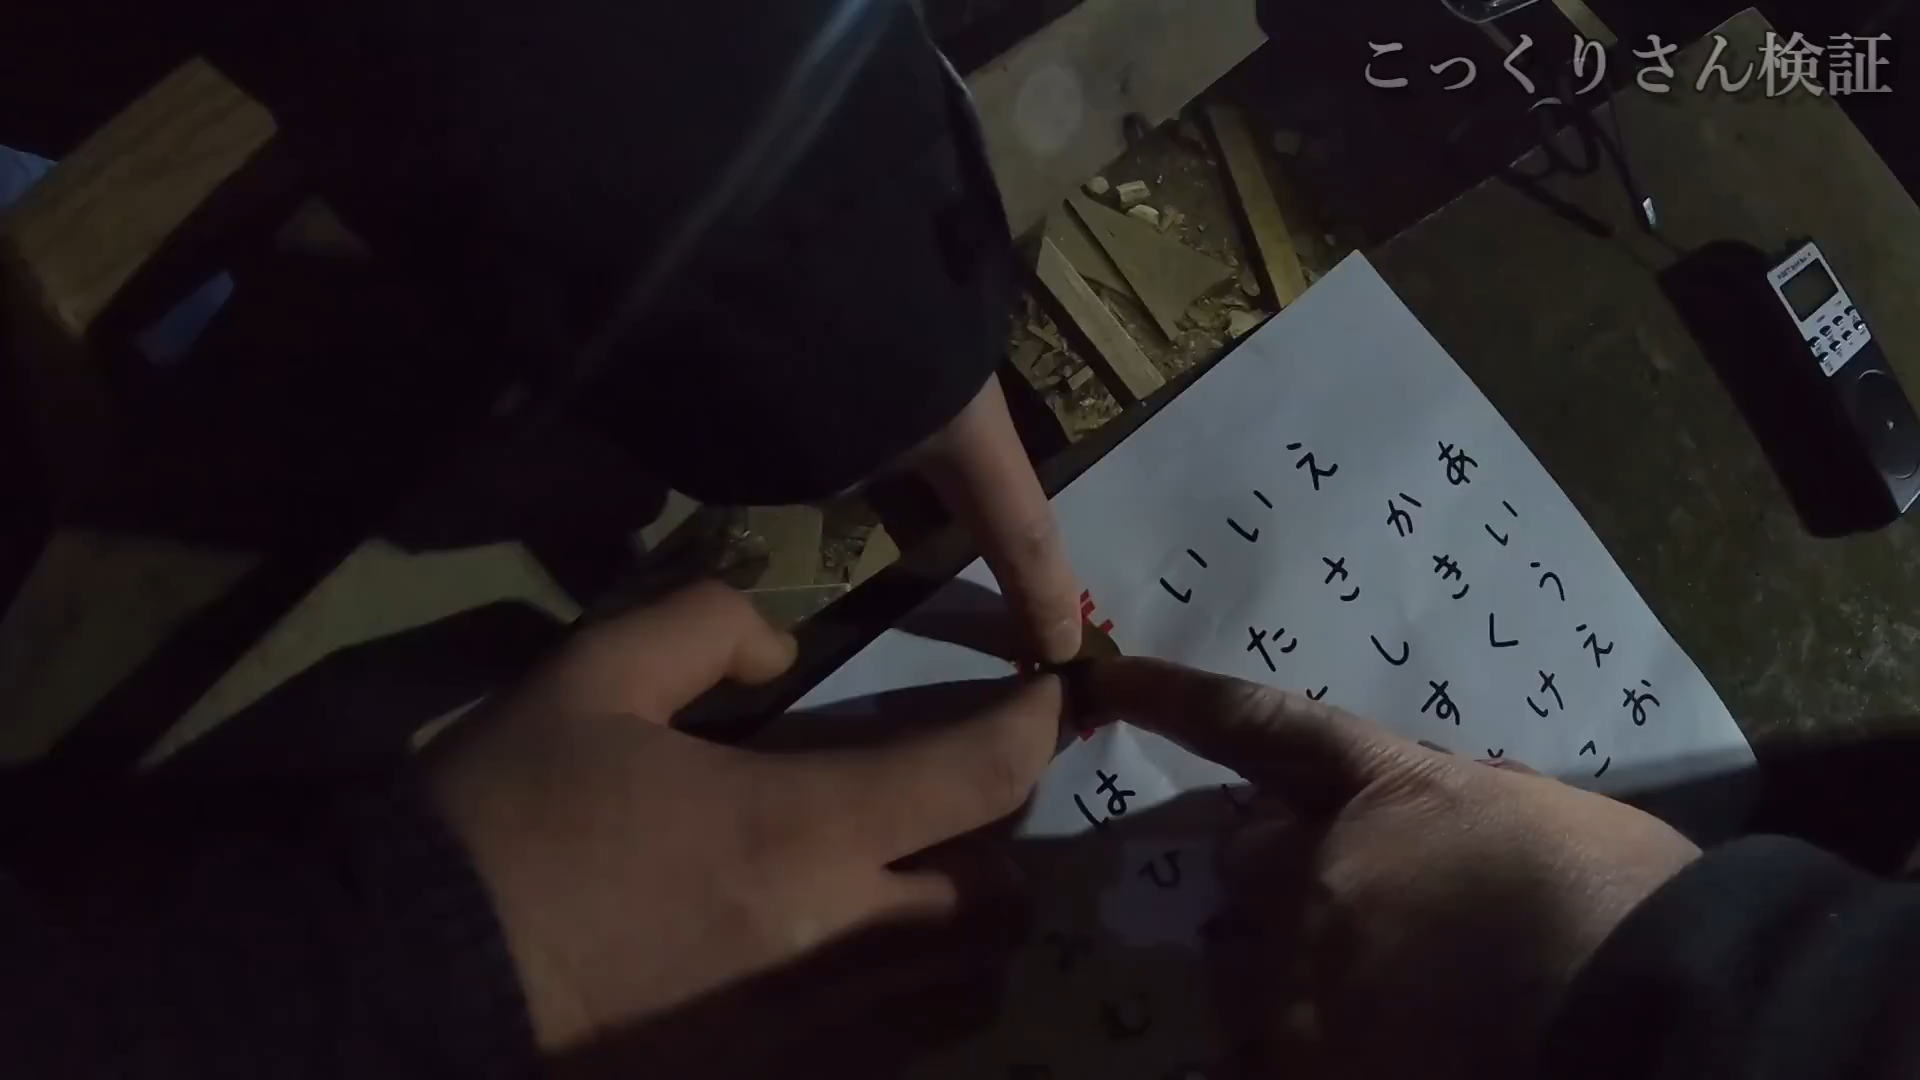 こっくりさん検証
いいえ
は
あいうえお
かきくけこ
さしす
た
ひ